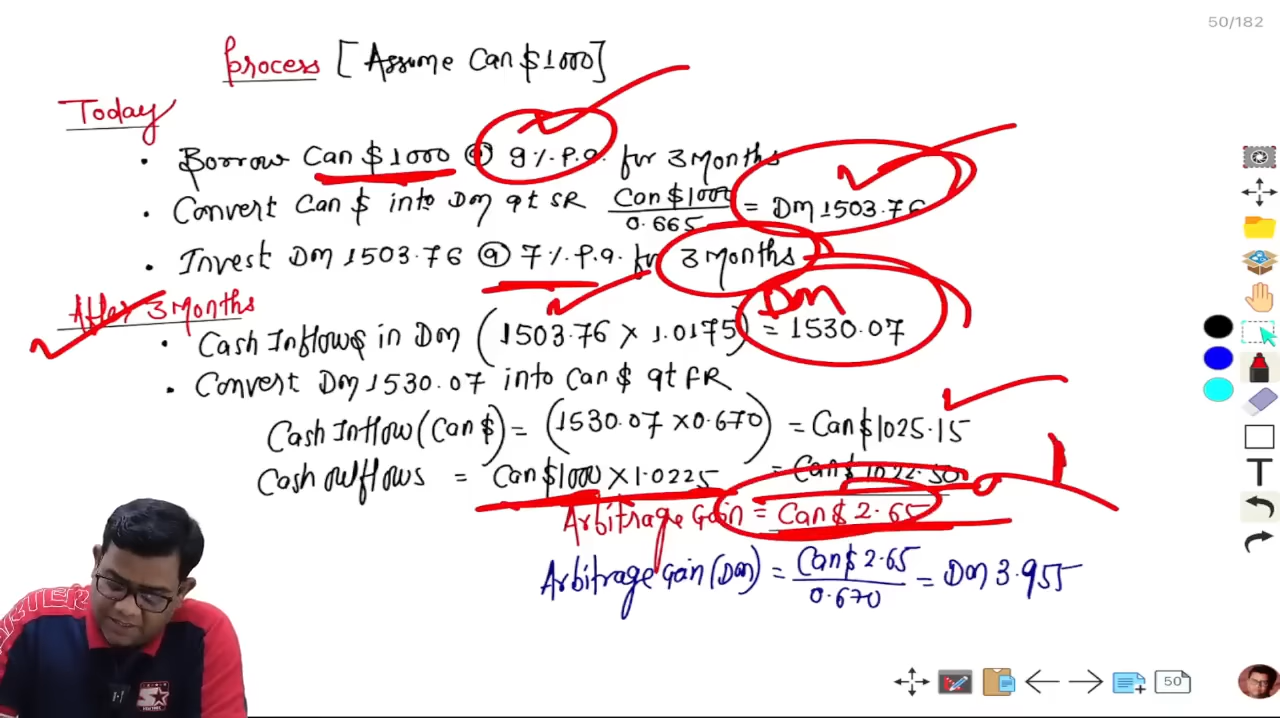 50/182
Process [Assume Can $1000]
Today
• Borrow Can $1000 @ 9%.P.a. for 3 Months
• Convert Can $ into Dm at SR Can$1000/0.665 = Dm 1503.76
• Invest Dm 1503.76 @ 7%.P.a. for 3 Months
After 3 Months
Dm
• Cash Inflows in Dm (1503.76 × 1.0175) = 1530.07
• Convert Dm 1530.07 into Can $ at FR
Cash Inflow (Can $) = (1530.07 × 0.670) = Can $1025.15
Cash outflows = Can $1000 × 1.0225 = Can $1022.50
Arbitrage Gain = Can $ 2.65
Arbitrage Gain (Dm) = Can $ 2.65/0.670 = Dm 3.955
50